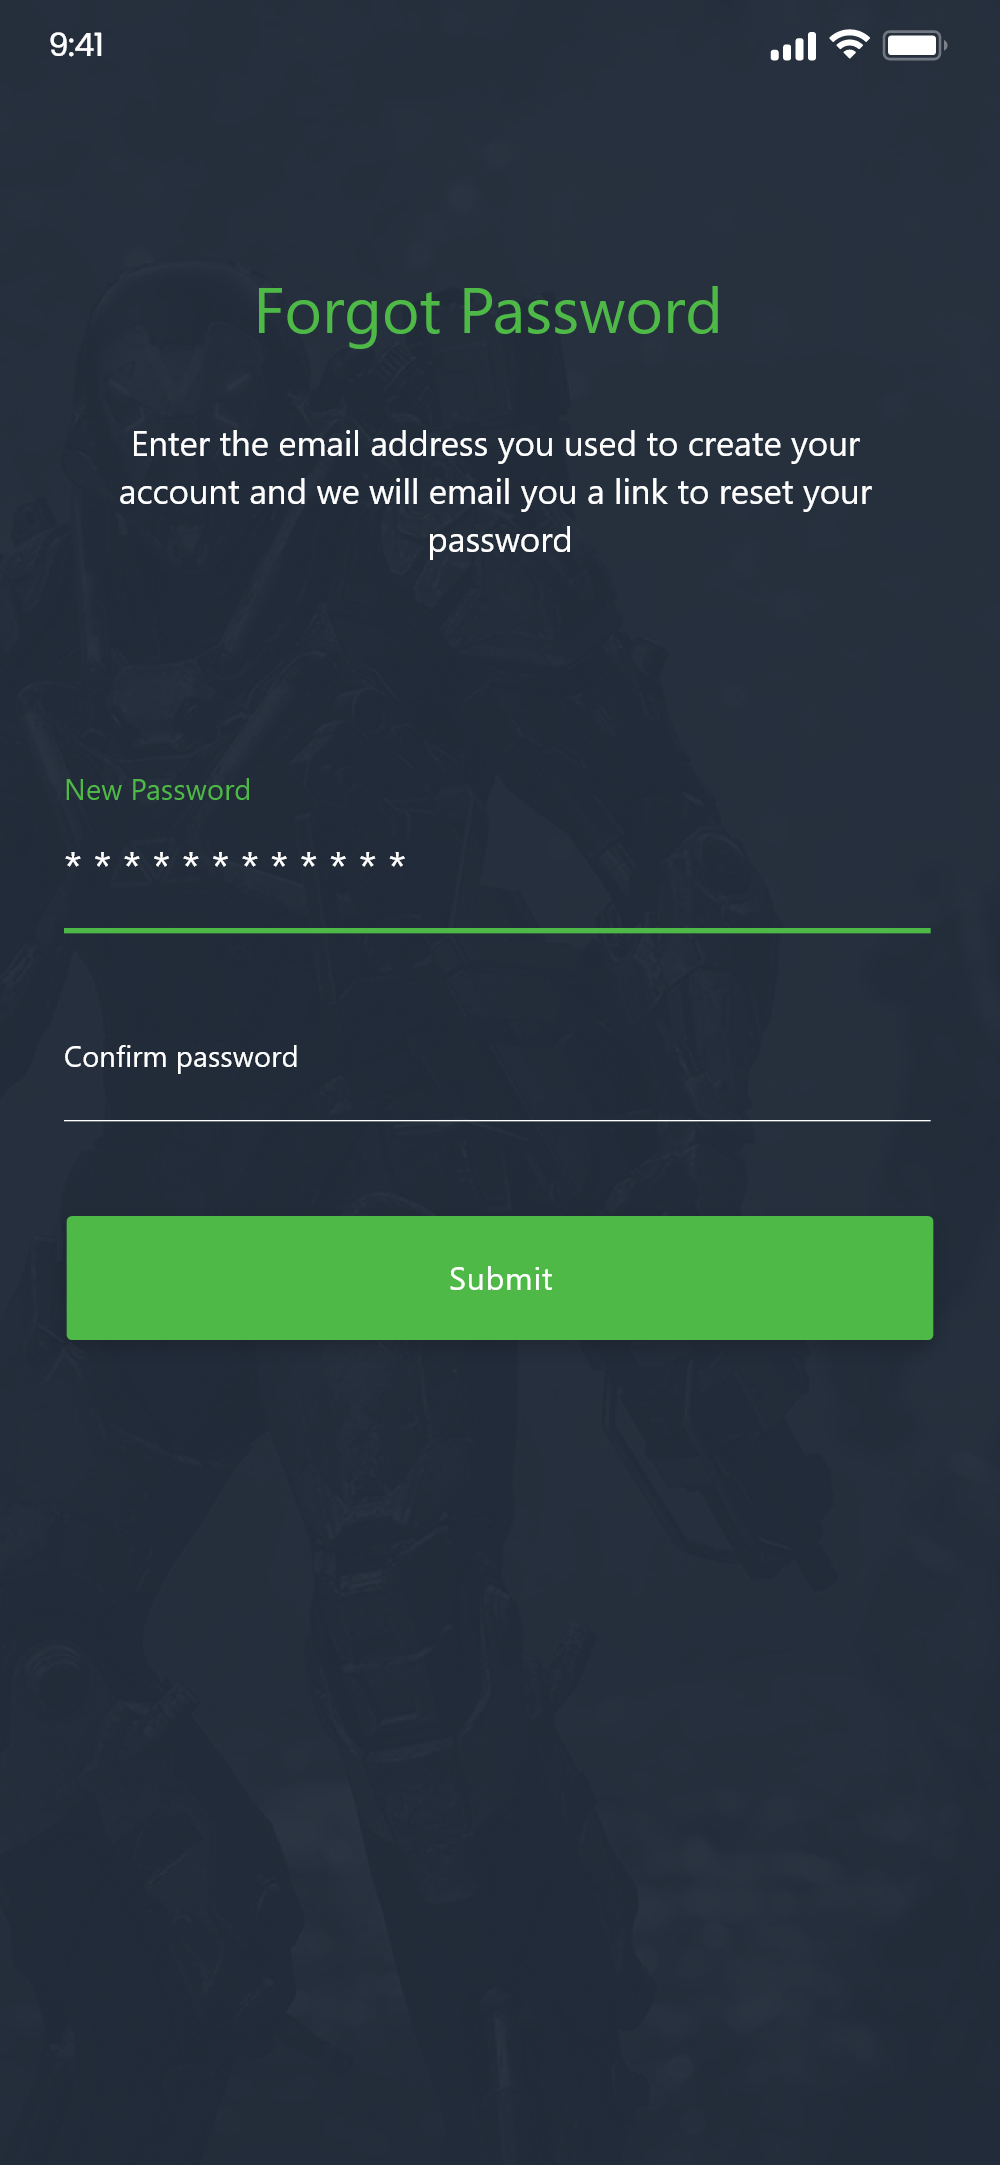 9:41
Forgot Password
Enter the email address you used to create your
account and we will email you a link to reset your
password
New Password
* * * * * * * * * * * *
Confirm password
Submit